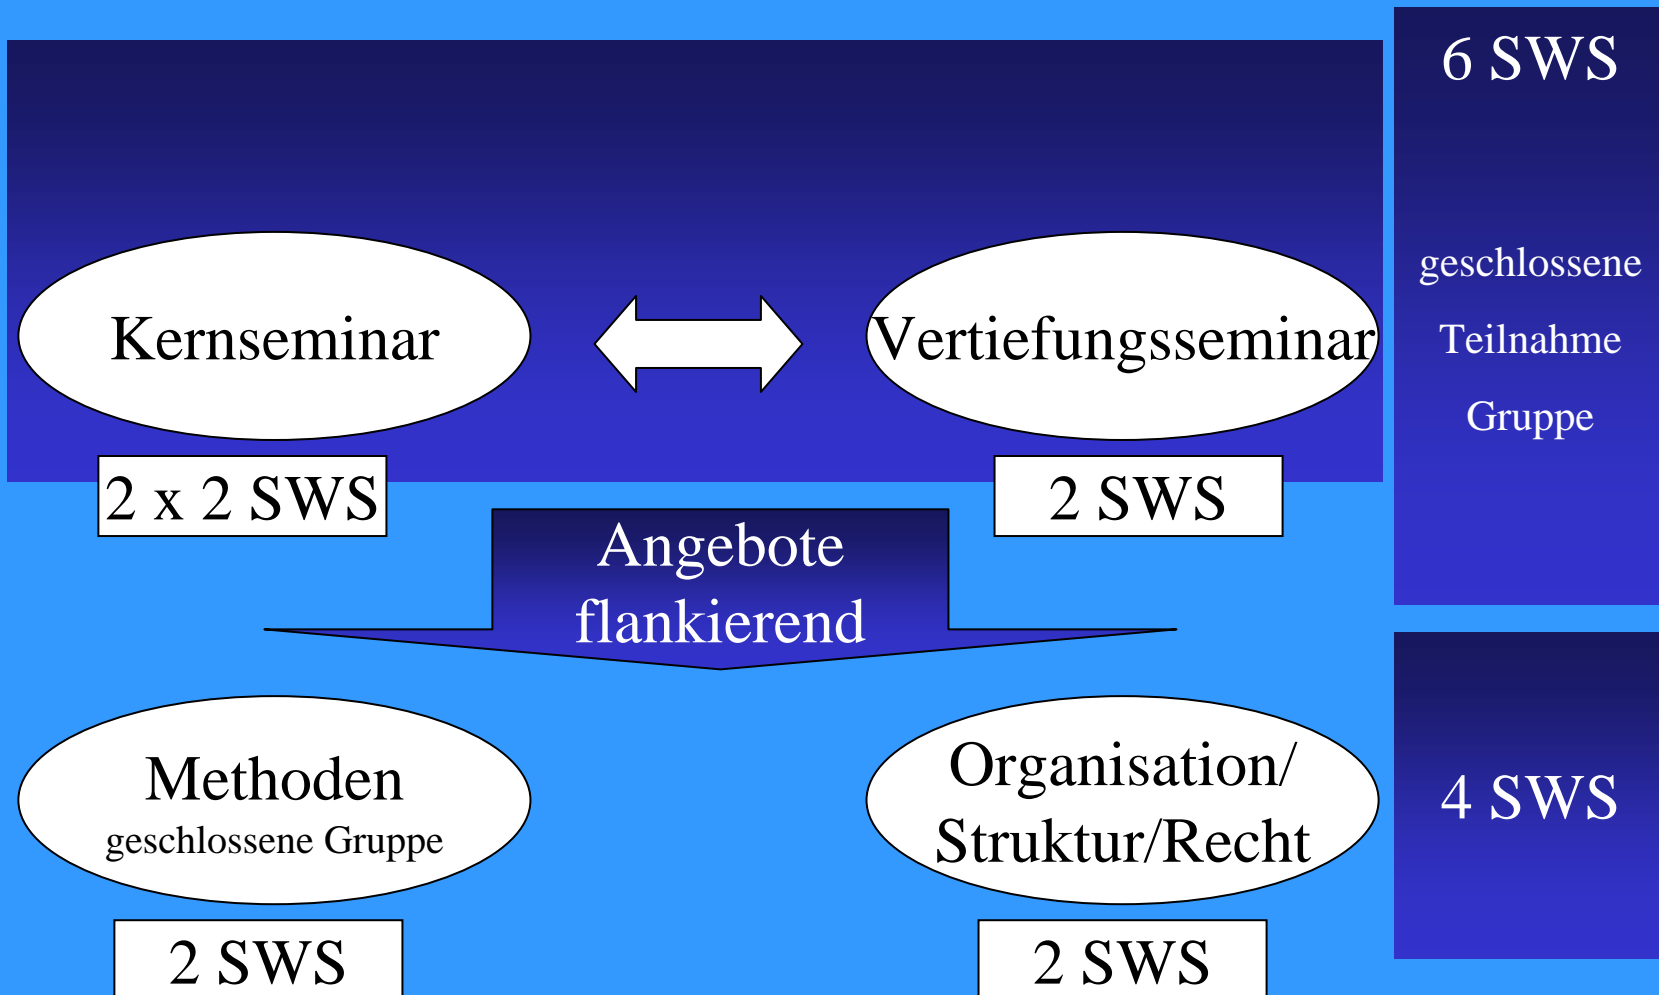 6 SWS
geschlossene
Teilnahme
Gruppe
Kernseminar
Vertiefungsseminar
2 x 2 SWS
2 SWS
Angebote
flankierend
Methoden
geschlossene Gruppe
Organisation/
Struktur/Recht
4 SWS
2 SWS
2 SWS